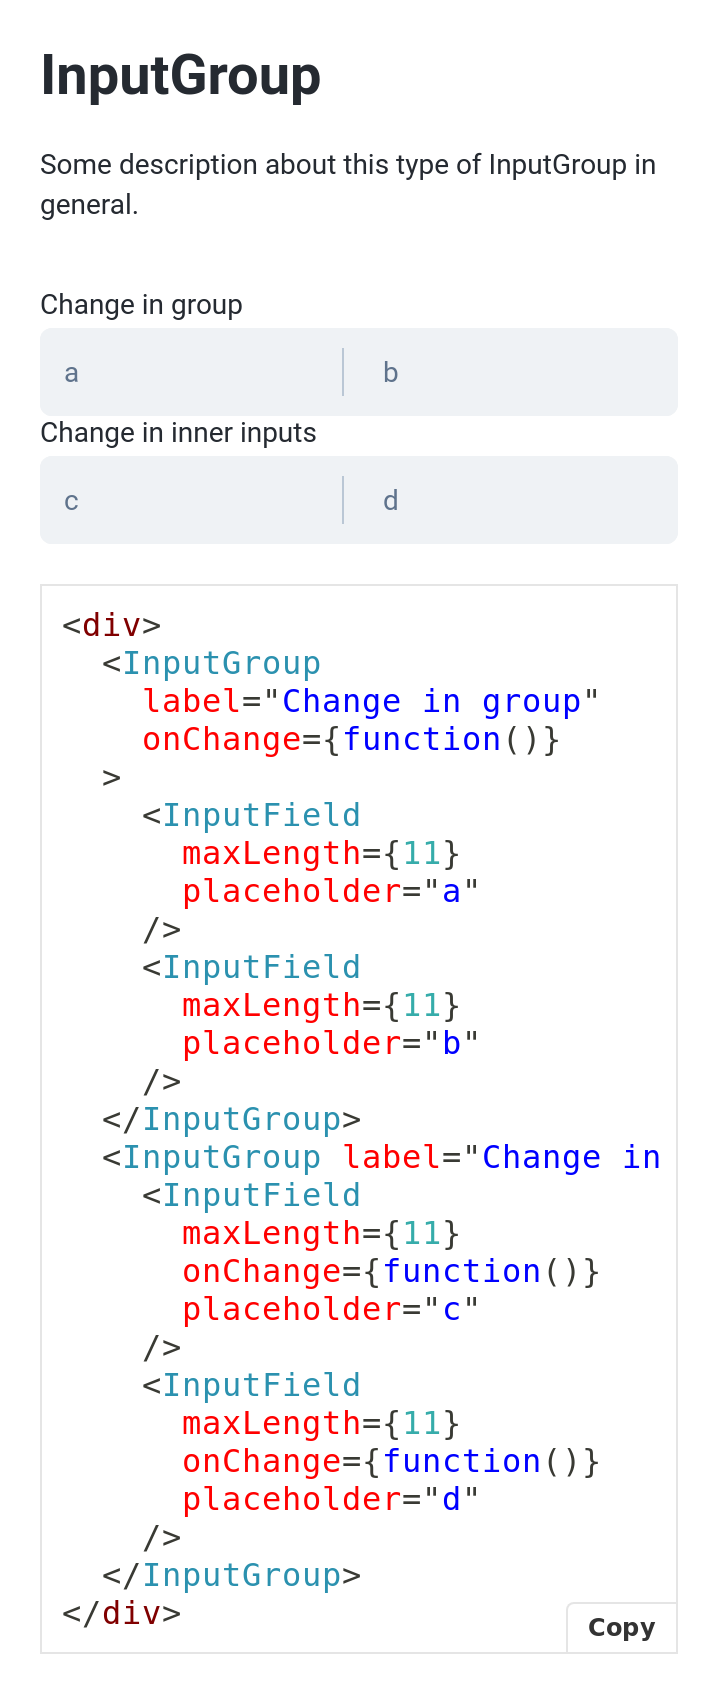 InputGroup
Some description about this type of InputGroup in
general.
Change in group
a b
Change in inner inputs
c d
<div>
  <InputGroup
    label="Change in group"
    onChange={function()}
  >
    <InputField
      maxLength={11}
      placeholder="a"
    />
    <InputField
      maxLength={11}
      placeholder="b"
    />
  </InputGroup>
  <InputGroup label="Change in
    <InputField
      maxLength={11}
      onChange={function()}
      placeholder="c"
    />
    <InputField
      maxLength={11}
      onChange={function()}
      placeholder="d"
    />
  </InputGroup>
</div>
Copy